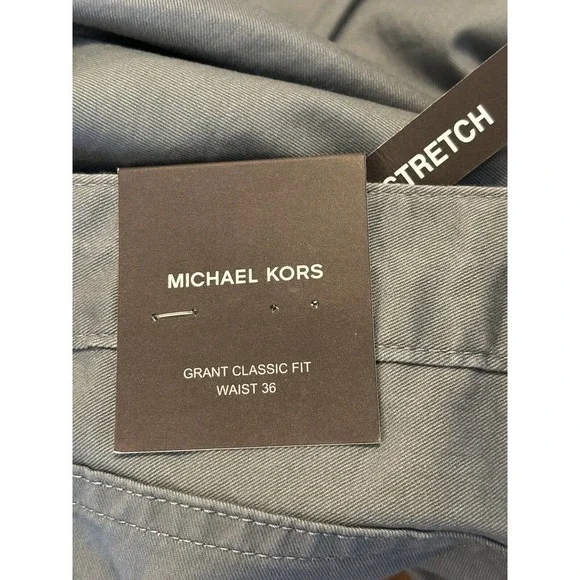 STRETCH
MICHAEL KORS
GRANT CLASSIC FIT
WAIST 36